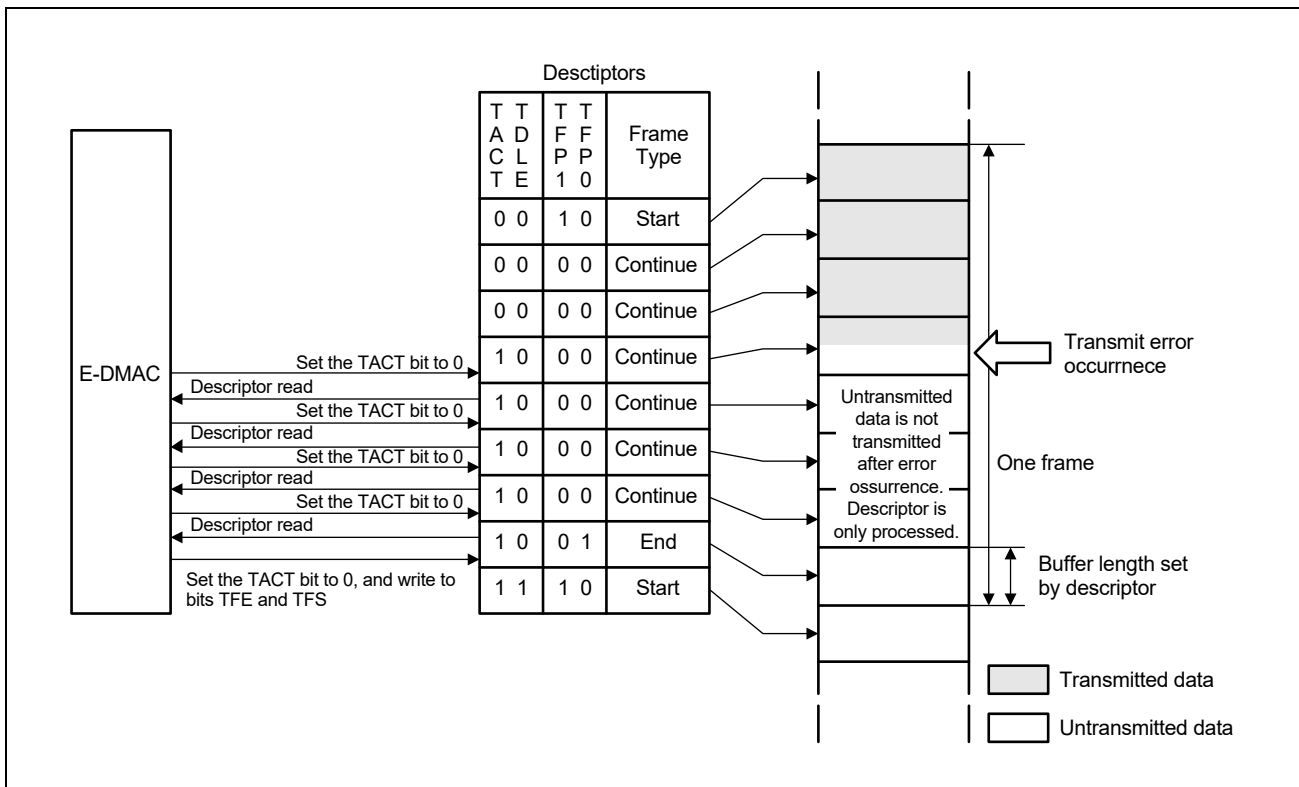 Desctiptors
TACT TDLE TFP1 TFP0 Frame
Type
0 0 1 0 Start
0 0 0 0 Continue
0 0 0 0 Continue
1 0 0 0 Continue
1 0 0 0 Continue
1 0 0 0 Continue
1 0 0 0 Continue
1 0 0 1 End
1 1 1 0 Start
E-DMAC
Set the TACT bit to 0
Descriptor read
Set the TACT bit to 0
Descriptor read
Set the TACT bit to 0
Descriptor read
Set the TACT bit to 0
Descriptor read
Set the TACT bit to 0, and write to
bits TFE and TFS
Untransmitted
data is not
transmitted
after error
ossurrence.
Descriptor is
only processed.
Transmit error
occurrnece
One frame
Buffer length set
by descriptor
Transmitted data
Untransmitted data